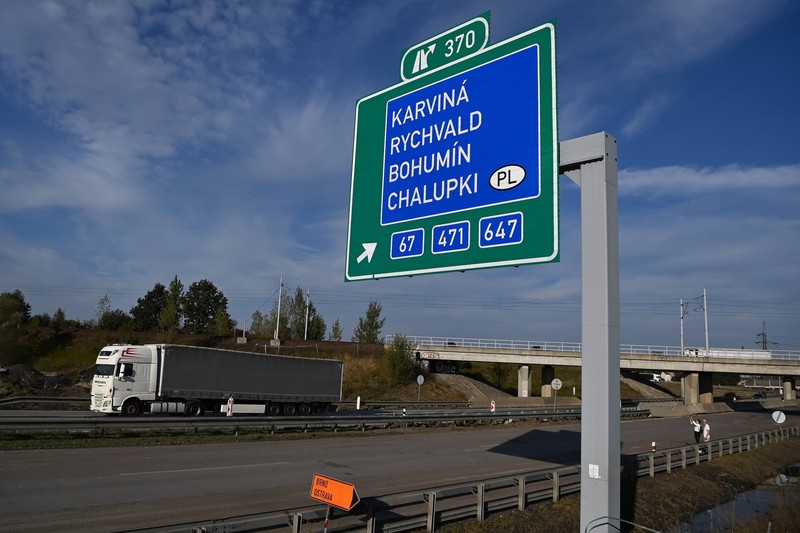 370
KARVINÁ
RYCHVALD
BOHUMÍN
CHALUPKI PL
67 471 647
BRNO
OSTRAVA